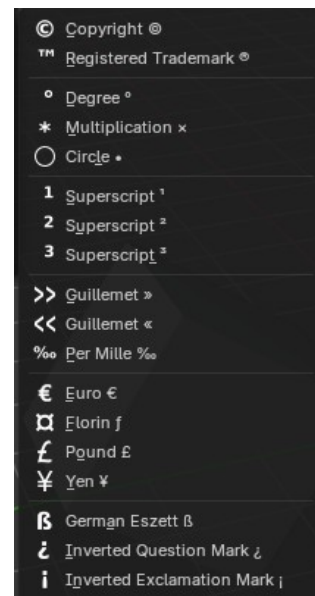 © Copyright ©
™ Registered Trademark ®
° Degree °
* Multiplication ×
Circle •
1 Superscript ¹
2 Superscript ²
3 Superscript ³
>> Guillemet »
<< Guillemet «
‰ Per Mille ‰
€ Euro €
¤ Florin ƒ
£ Pound £
¥ Yen ¥
ß German Eszett ß
¿ Inverted Question Mark ¿
¡ Inverted Exclamation Mark ¡